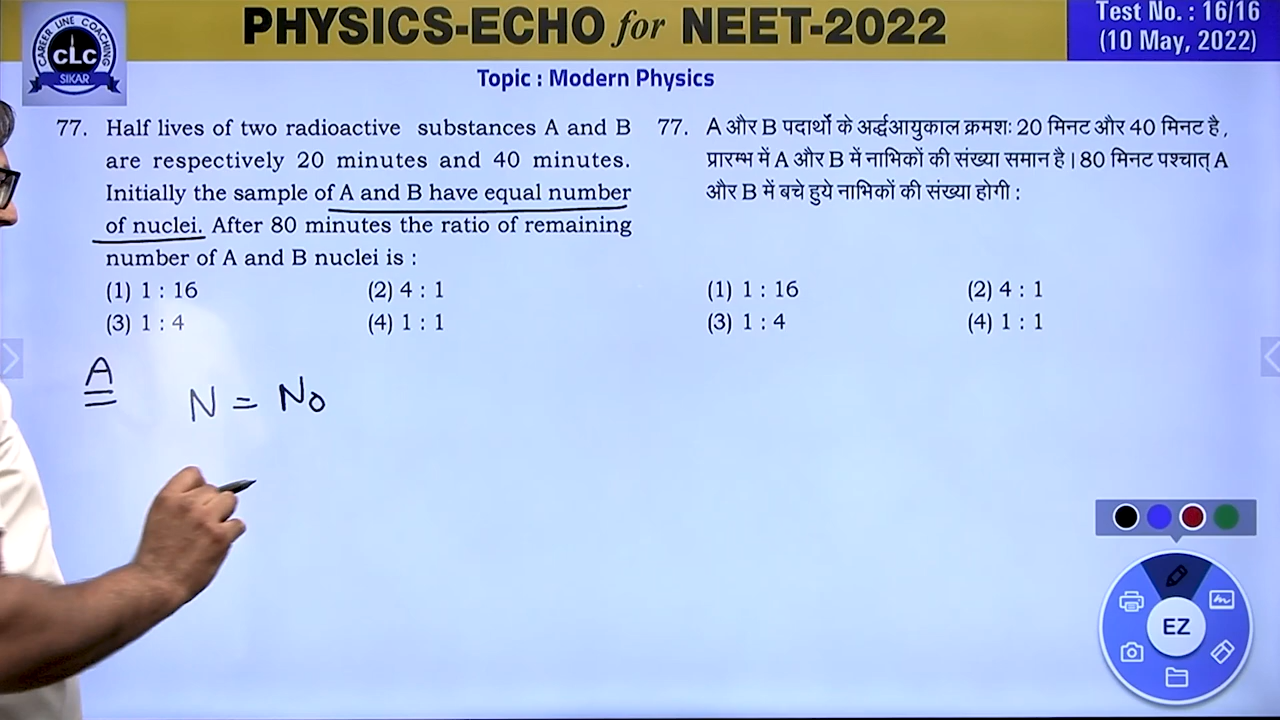 PHYSICS-ECHO for NEET-2022
Test No. : 16/16
(10 May, 2022)
CAREER LINE COACHING
CLC
SIKAR
Topic : Modern Physics
77. Half lives of two radioactive substances A and B
are respectively 20 minutes and 40 minutes.
Initially the sample of A and B have equal number
of nuclei. After 80 minutes the ratio of remaining
number of A and B nuclei is :
(1) 1 : 16 (2) 4 : 1
(3) 1 : 4 (4) 1 : 1
77. A और B पदार्थों के अर्द्धआयुकाल क्रमशः 20 मिनट और 40 मिनट है,
प्रारम्भ में A और B में नाभिकों की संख्या समान है। 80 मिनट पश्चात् A
और B में बचे हुये नाभिकों की संख्या होगी :
(1) 1 : 16 (2) 4 : 1
(3) 1 : 4 (4) 1 : 1
A
N = N₀
EZ